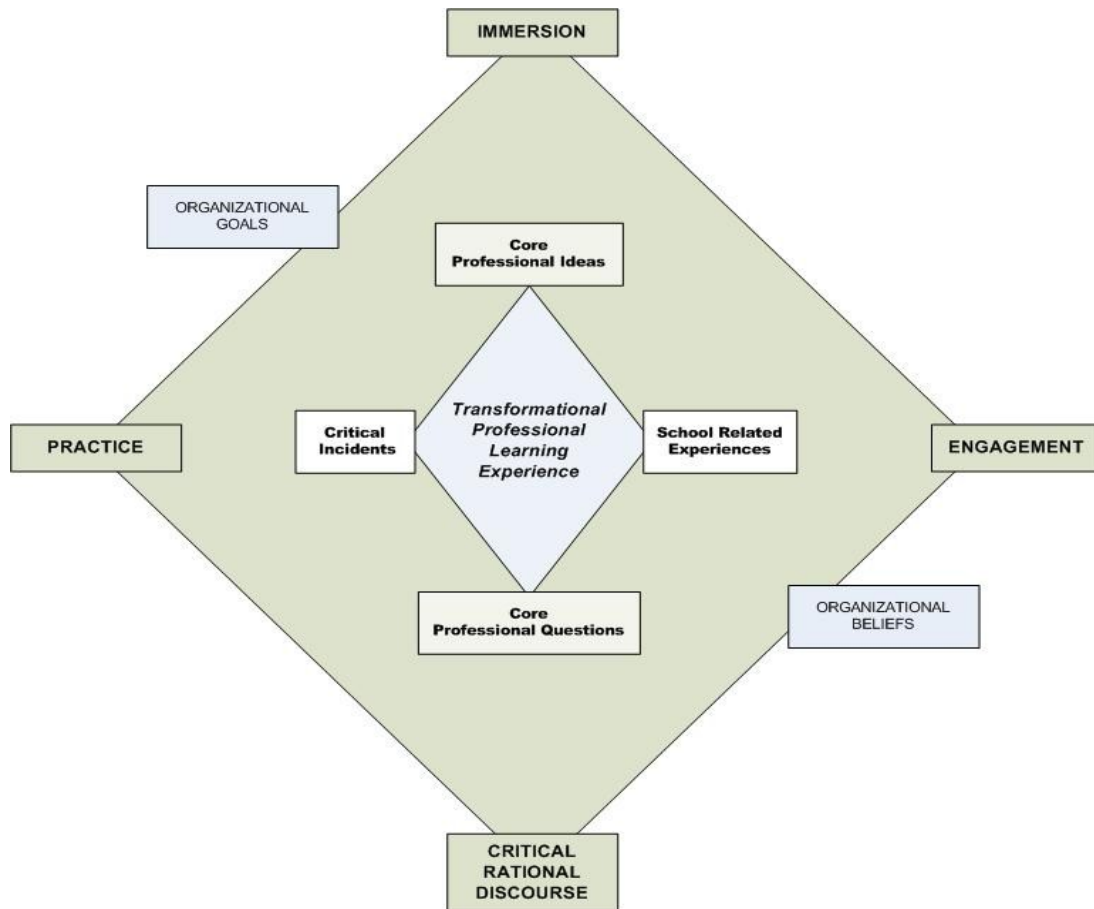 IMMERSION
ORGANIZATIONAL
GOALS
Core
Professional Ideas
Transformational
Professional
Learning
Experience
Critical
Incidents
School Related
Experiences
PRACTICE
ENGAGEMENT
Core
Professional Questions
ORGANIZATIONAL
BELIEFS
CRITICAL
RATIONAL
DISCOURSE